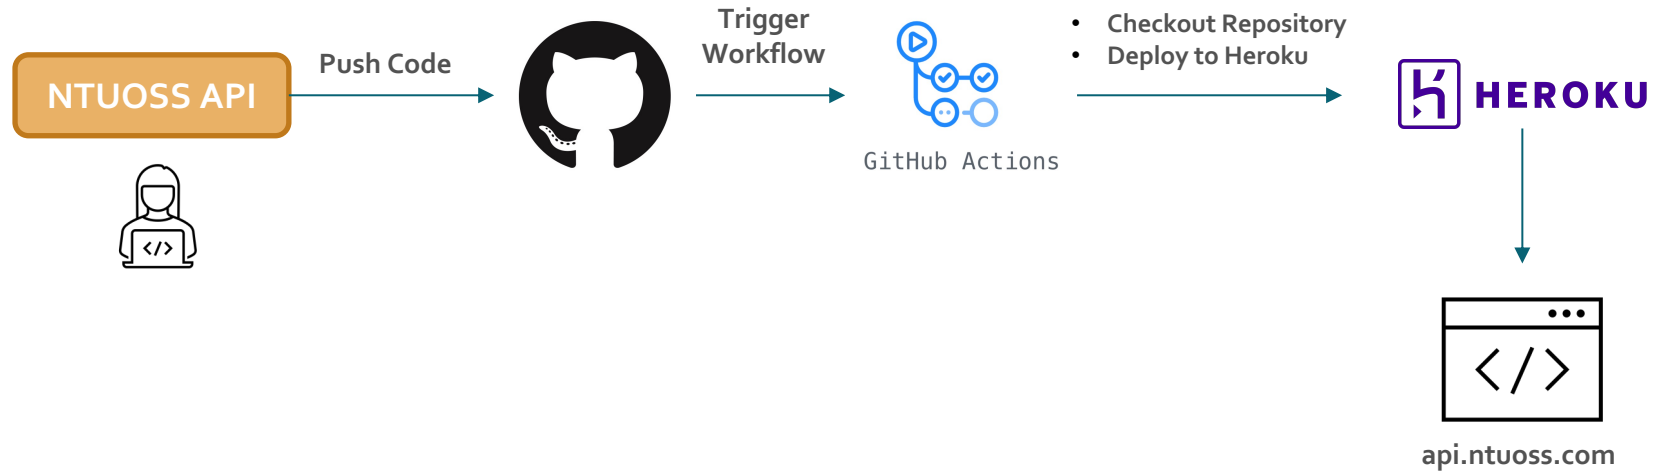 NTUOSS API
Push Code
Trigger
Workflow
GitHub Actions
• Checkout Repository
• Deploy to Heroku
HEROKU
</>
</>
api.ntuoss.com